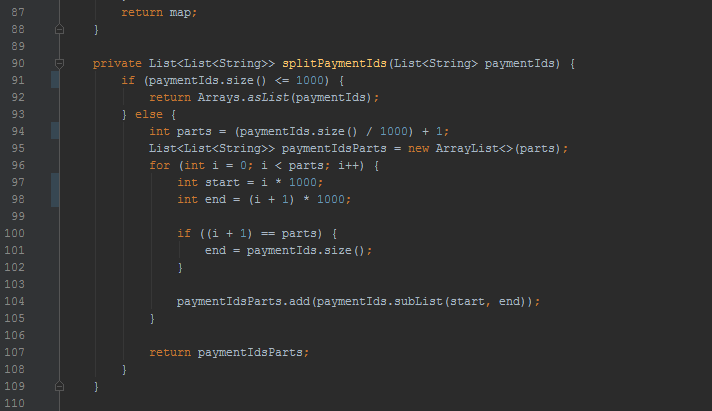 87 return map;
88 }
89
90 private List<List<String>> splitPaymentIds(List<String> paymentIds) {
91 if (paymentIds.size() <= 1000) {
92 return Arrays.asList(paymentIds);
93 } else {
94 int parts = (paymentIds.size() / 1000) + 1;
95 List<List<String>> paymentIdsParts = new ArrayList<>(parts);
96 for (int i = 0; i < parts; i++) {
97 int start = i * 1000;
98 int end = (i + 1) * 1000;
99
100 if ((i + 1) == parts) {
101 end = paymentIds.size();
102 }
103
104 paymentIdsParts.add(paymentIds.subList(start, end));
105 }
106
107 return paymentIdsParts;
108 }
109 }
110